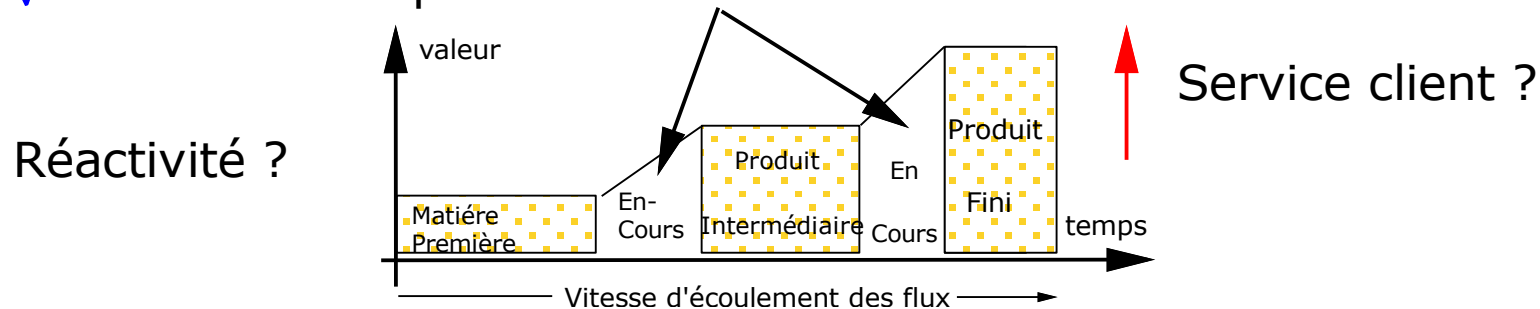 valeur
Service client ?
Réactivité ?
Produit
Produit
En
Fini
En-
Matiére
Cours
Intermédiaire
Cours
temps
Première
Vitesse d'écoulement des flux